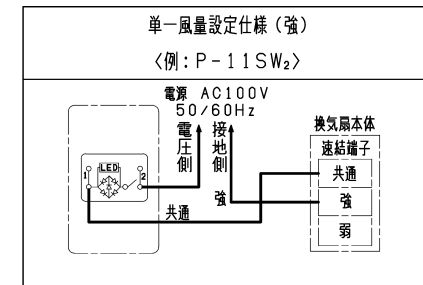 単一風量設定仕様（強）
〈例：P-11SW₂〉
電源 AC100V
50/60Hz
電圧側
接地側
換気扇本体
速結端子
共通
強
弱
LED
1
2
強
共通